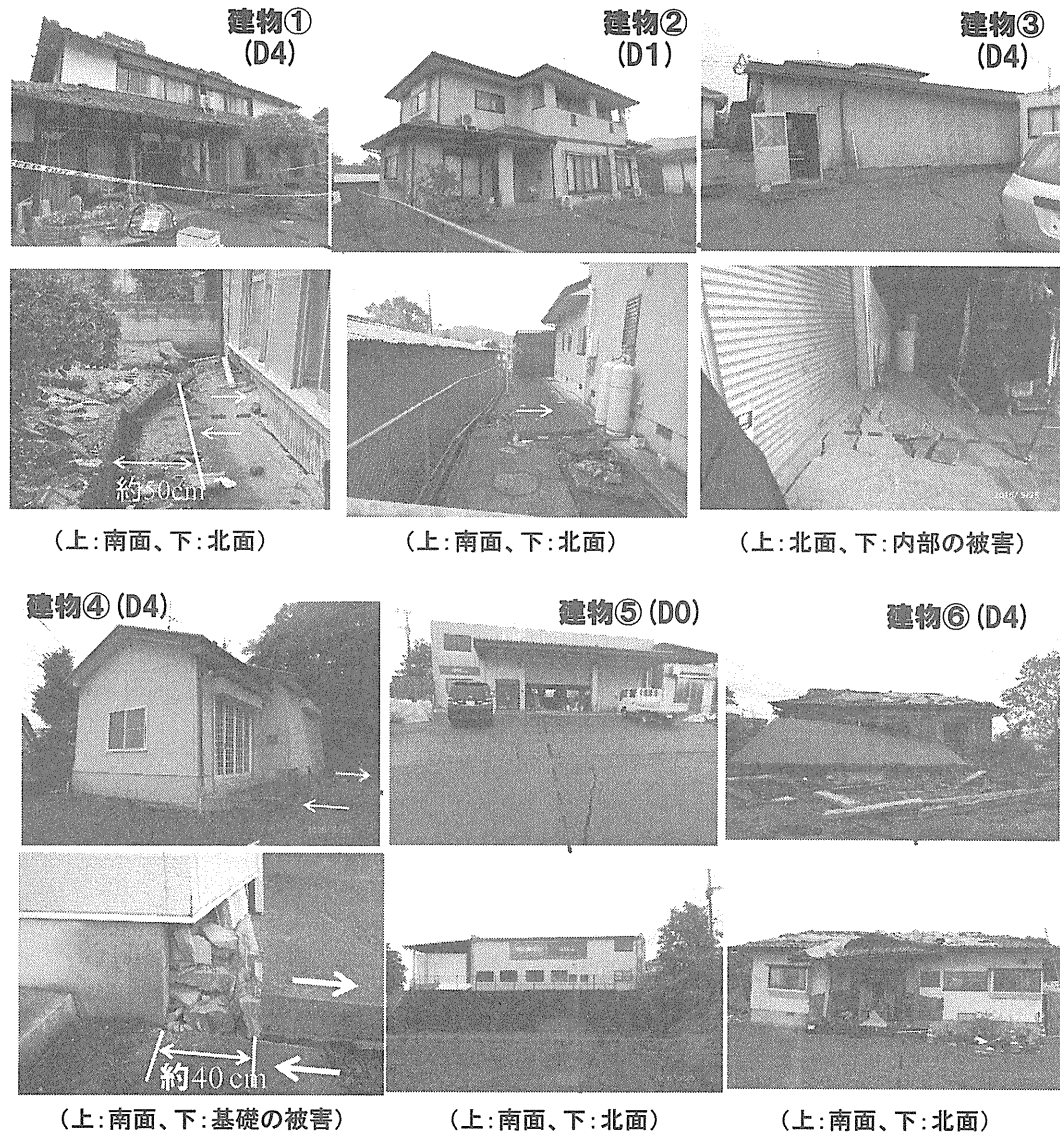 建物①
(D4)
建物②
(D1)
建物③
(D4)
約50cm
(上:南面、下:北面)
(上:南面、下:北面)
(上:北面、下:内部の被害)
建物④(D4)
建物⑤(D0)
建物⑥(D4)
約40cm
(上:南面、下:基礎の被害)
(上:南面、下:北面)
(上:南面、下:北面)